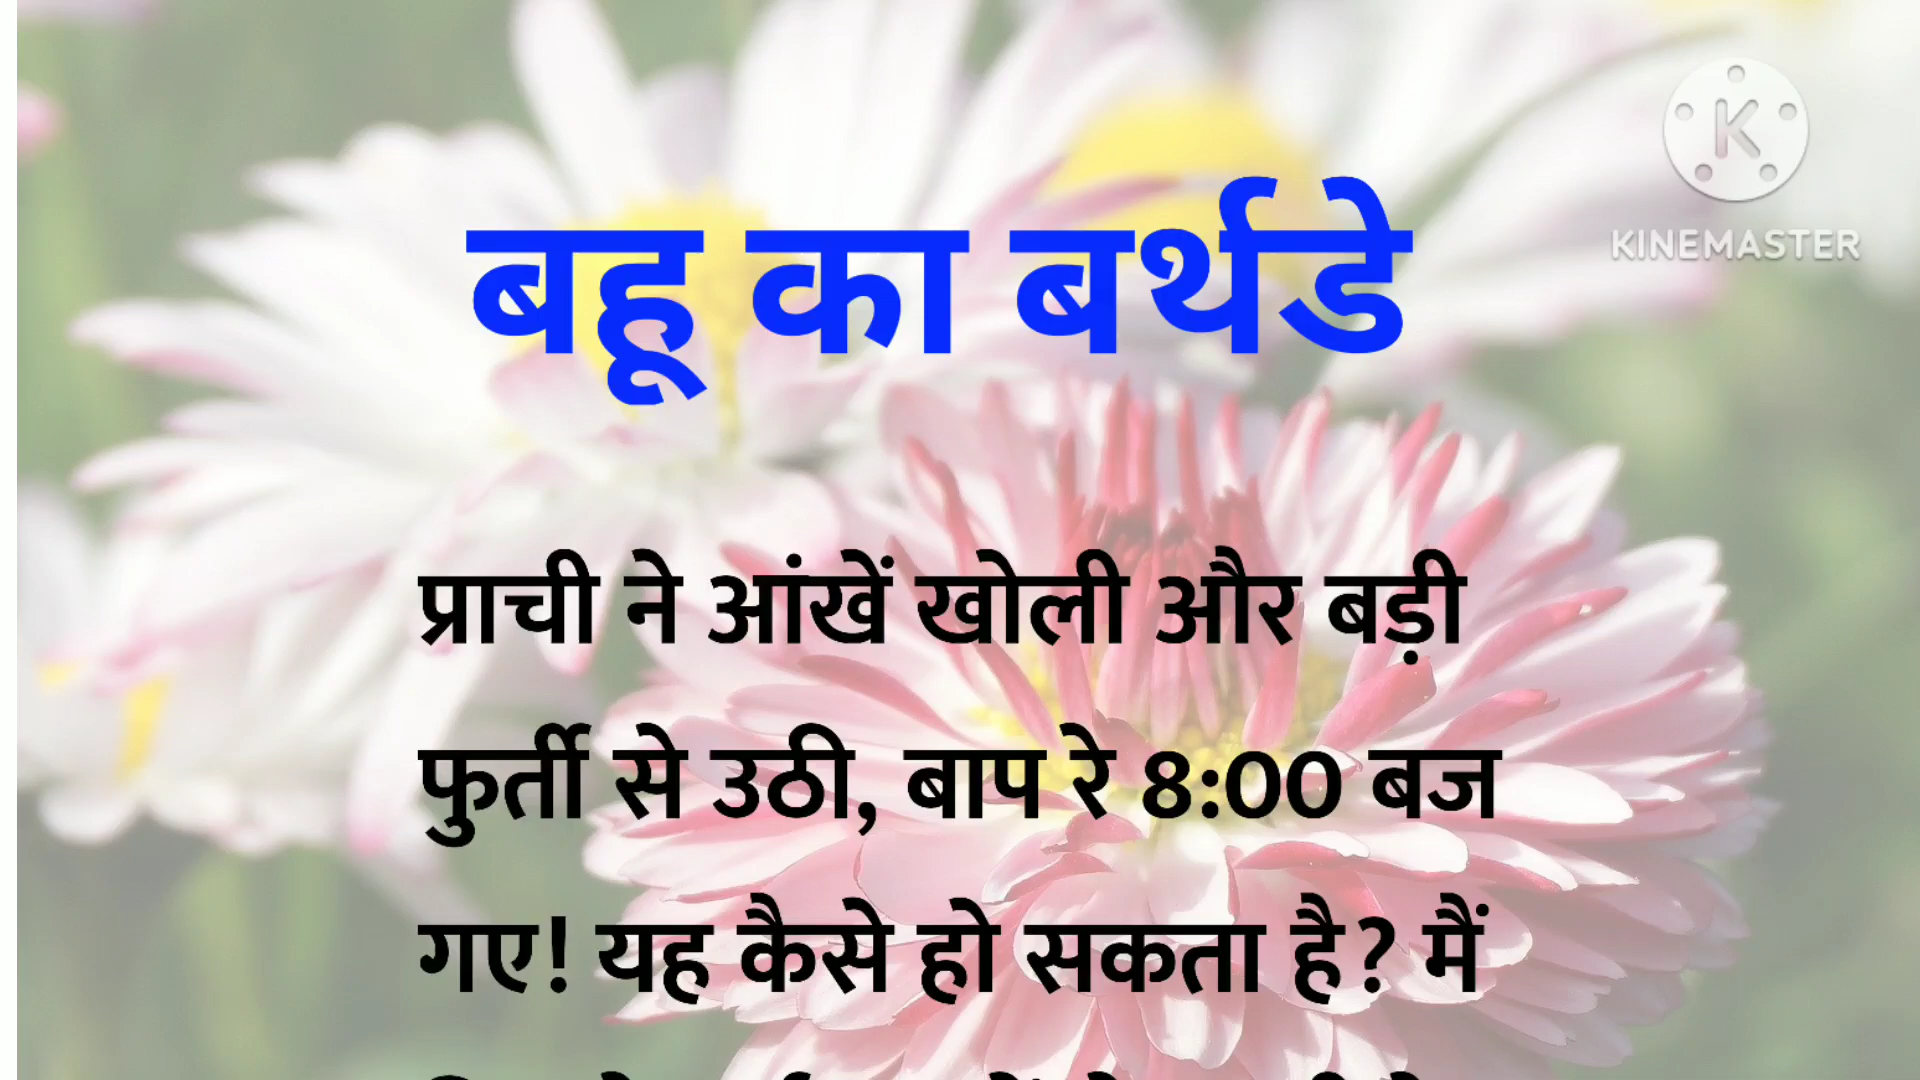 बहू का बर्थडे
K
KINEMASTER
प्राची ने आंखें खोली और बड़ी
फुर्ती से उठी, बाप रे 8:00 बज
गए! यह कैसे हो सकता है? मैं